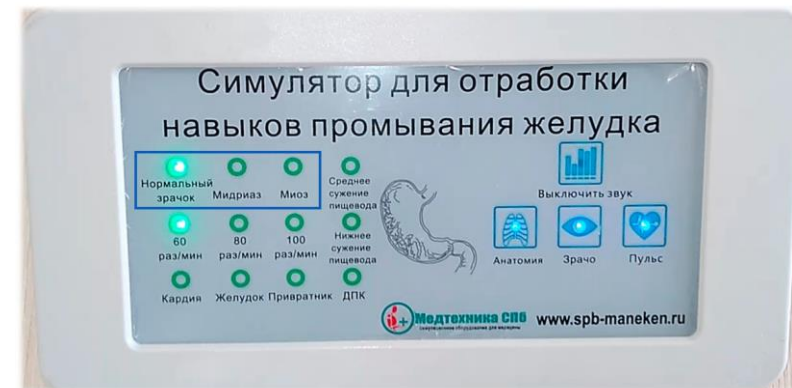 Симулятор для отработки
навыков промывания желудка
Нормальный
зрачок
Мидриаз
Миоз
Среднее
сужение
пищевода
Выключить звук
60
раз/мин
80
раз/мин
100
раз/мин
Нижнее
сужение
пищевода
Анатомия
Зрачо
Пульс
Кардия
Желудок
Привратник
ДПК
Медтехника СПб
www.spb-maneken.ru